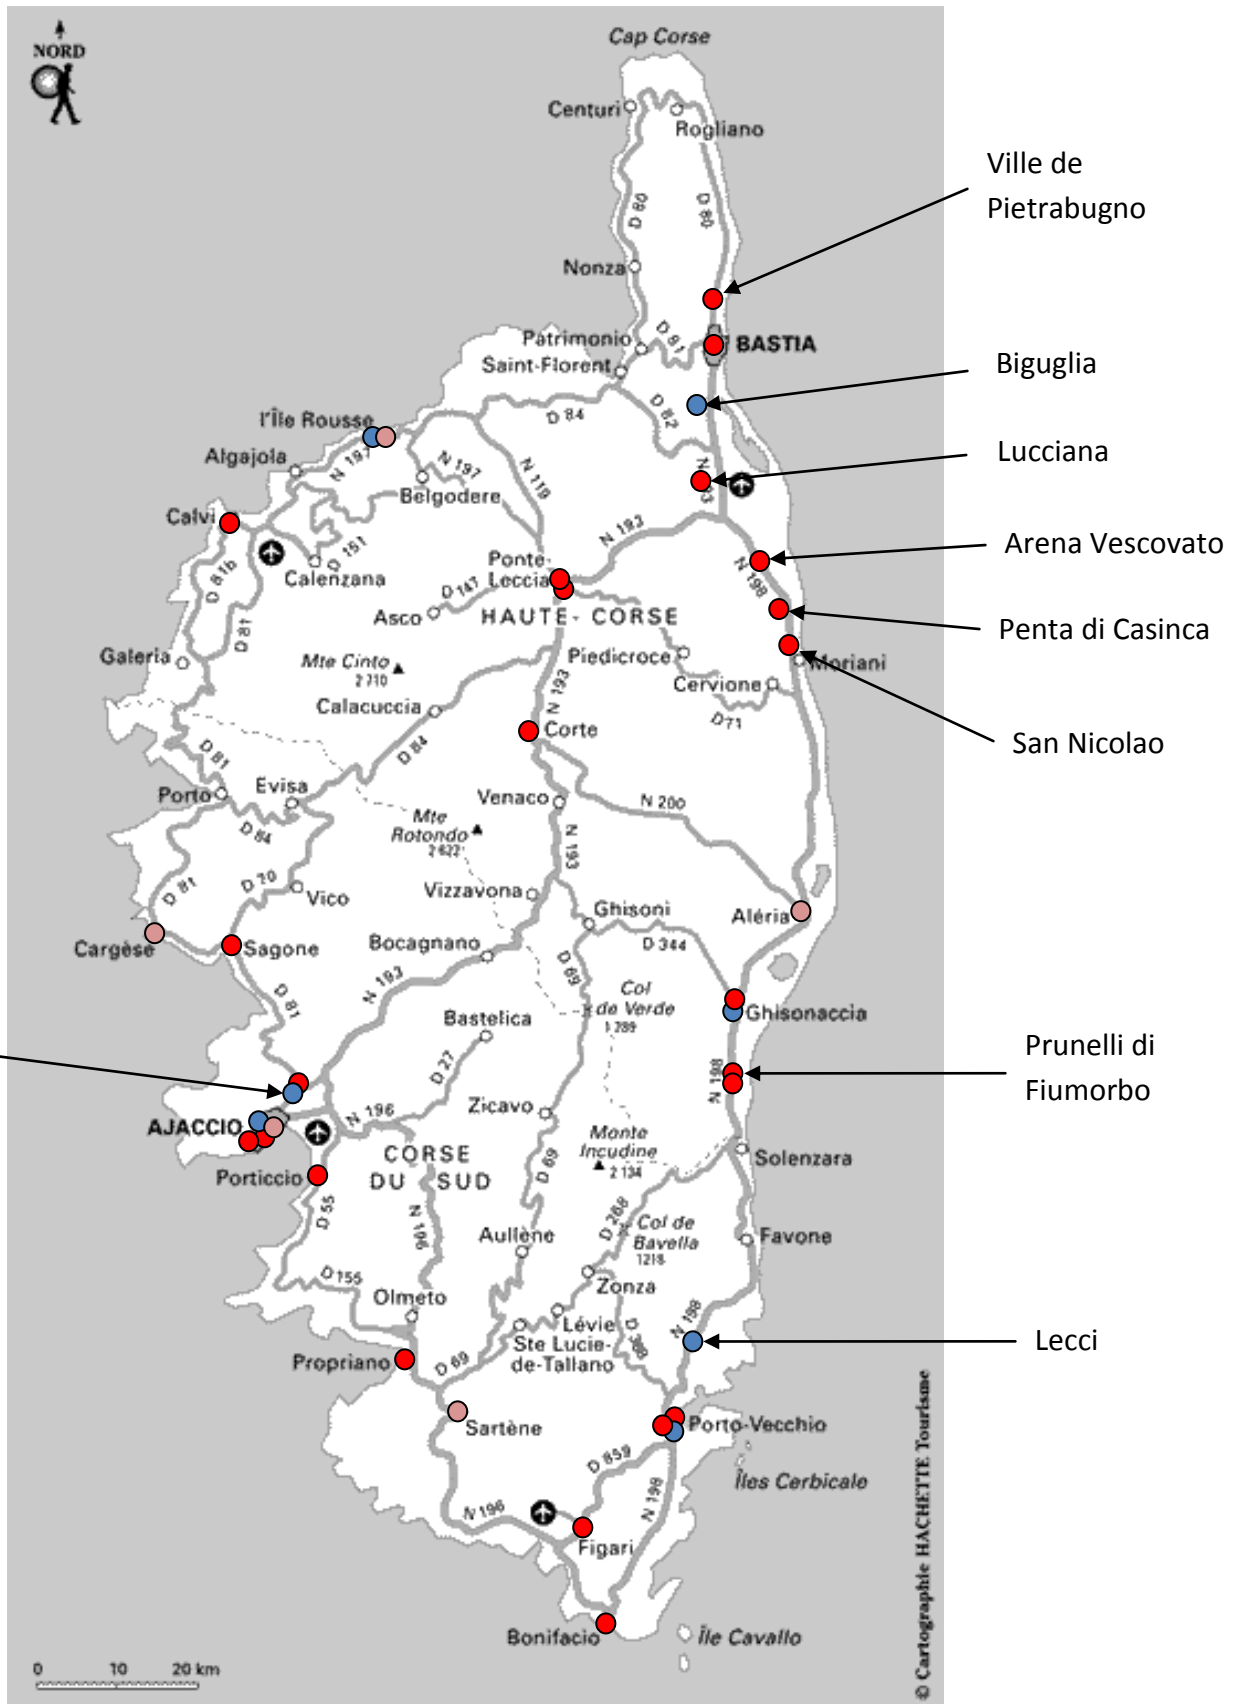 NORD
Cap Corse
Centuri
Rogliano
Ville de
Pietrabugno
D 80
D 80
Nonza
Patrimonio
D 81
BASTIA
Saint-Florent
Biguglia
l'Île Rousse
D 84
D 82
Algajola
N 197
N 197
N 119
Belgodere
Lucciana
Calvi
N 193
D 81b
D 151
Calenzana
Ponte-
Leccia
Arena Vescovato
N 198
D 147
Asco
HAUTE-CORSE
Penta di Casinca
D 81
Galeria
Mte Cinto
2 710
Piedicroce
Moriani
N 193
Cervione
Calacuccia
D71
San Nicolao
Corte
D 84
D 81
Porto
Evisa
Venaco
N 200
Mte
Rotondo
2 622
D 84
N 193
D 81
D 70
Vico
Vizzavona
Ghisoni
Aléria
Cargèse
Sagone
Bocagnano
D 344
N 193
D 69
D 81
Col
de Verde
1 289
Bastelica
Ghisonaccia
D 27
N 198
Prunelli di
Fiumorbo
Zicavo
AJACCIO
N 196
Monte
Incudine
2 134
CORSE
DU SUD
Solenzara
Porticcio
D 55
D 69
N 196
D 268
Col de
Bavella
1218
Aullène
Favone
D 155
Zonza
Olmeto
N 198
Lévie
Ste Lucie-
de-Tallano
D 368
Lecci
Propriano
D 69
Sartène
Porto-Vecchio
D 859
Îles Cerbicale
N 198
N 196
Figari
Bonifacio
Île Cavallo
0 10 20 km
© Cartographie HACHETTE Tourisme